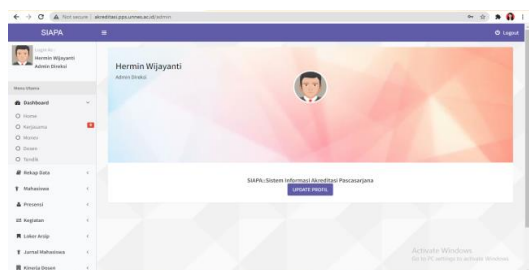 Not secure | akreditasi.pps.unnes.ac.id/admin
SIAPA
Logout
Hermin Wijayanti
Admin Direksi
Hermin Wijayanti
Admin Direksi
Menu Utama
Dashboard
Home
Kerjasama
Dosen
Tendik
Rekap Data
Mahasiswa
Presensi
Kegiatan
Loker Arsip
Jurnal Mahasiswa
Kinerja Dosen
SIAPA::Sistem Informasi Akreditasi Pascasarjana
UPDATE PROFIL
Activate Windows
Go to PC settings to activate Windows.